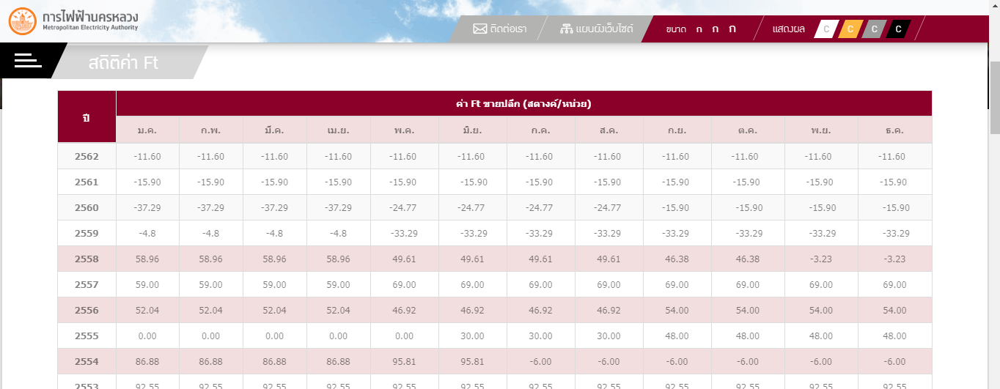 การไฟฟ้านครหลวง
Metropolitan Electricity Authority
ติดต่อเรา แผนผังเว็บไซต์ ขนาด ก ก ก แสดงผล C C C C
สถิติค่า Ft
ปี ค่า Ft ขายปลีก (สตางค์/หน่วย)
ม.ค. ก.พ. มี.ค. เม.ย. พ.ค. มิ.ย. ก.ค. ส.ค. ก.ย. ต.ค. พ.ย. ธ.ค.
2562 -11.60 -11.60 -11.60 -11.60 -11.60 -11.60 -11.60 -11.60 -11.60 -11.60 -11.60 -11.60
2561 -15.90 -15.90 -15.90 -15.90 -15.90 -15.90 -15.90 -15.90 -15.90 -15.90 -15.90 -15.90
2560 -37.29 -37.29 -37.29 -37.29 -24.77 -24.77 -24.77 -24.77 -15.90 -15.90 -15.90 -15.90
2559 -4.8 -4.8 -4.8 -4.8 -33.29 -33.29 -33.29 -33.29 -33.29 -33.29 -33.29 -33.29
2558 58.96 58.96 58.96 58.96 49.61 49.61 49.61 49.61 46.38 46.38 -3.23 -3.23
2557 59.00 59.00 59.00 59.00 69.00 69.00 69.00 69.00 69.00 69.00 69.00 69.00
2556 52.04 52.04 52.04 52.04 46.92 46.92 46.92 46.92 54.00 54.00 54.00 54.00
2555 0.00 0.00 0.00 0.00 0.00 30.00 30.00 30.00 48.00 48.00 48.00 48.00
2554 86.88 86.88 86.88 86.88 95.81 95.81 -6.00 -6.00 -6.00 -6.00 -6.00 -6.00
2553 92.55 92.55 92.55 92.55 92.55 92.55 92.55 92.55 92.55 92.55 92.55 92.55